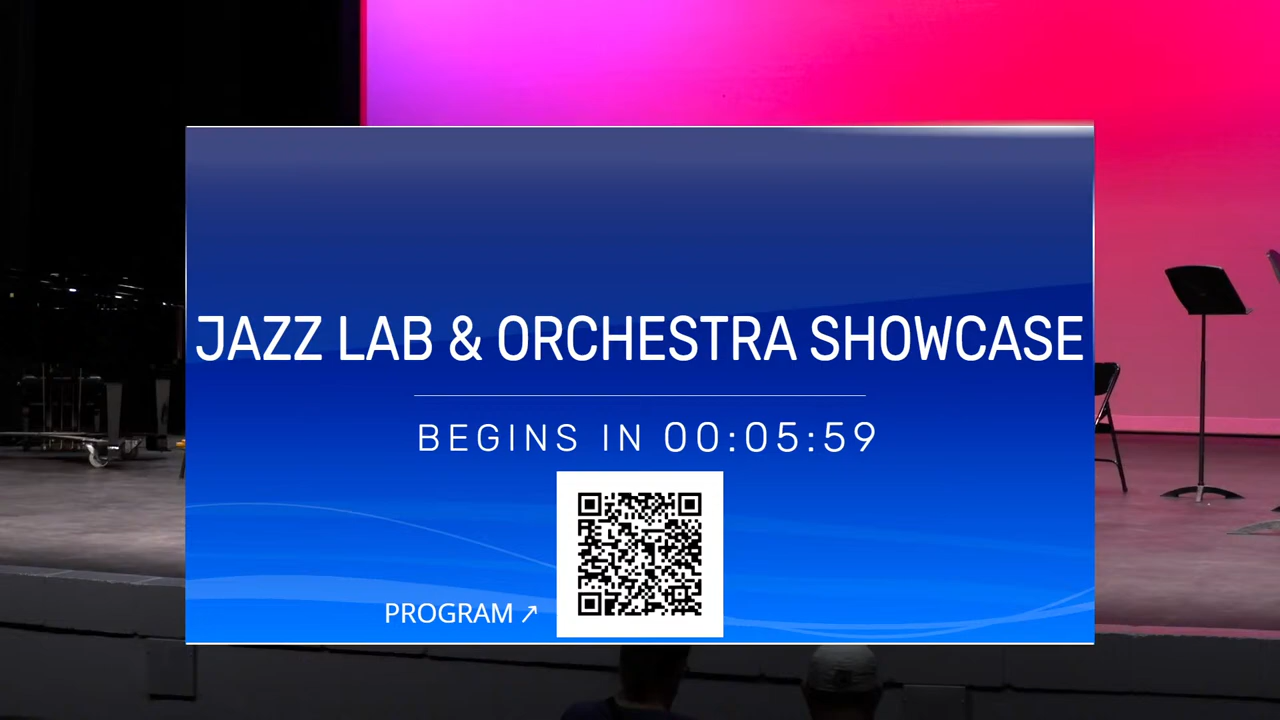 JAZZ LAB & ORCHESTRA SHOWCASE
BEGINS IN 00:05:59
PROGRAM ↗